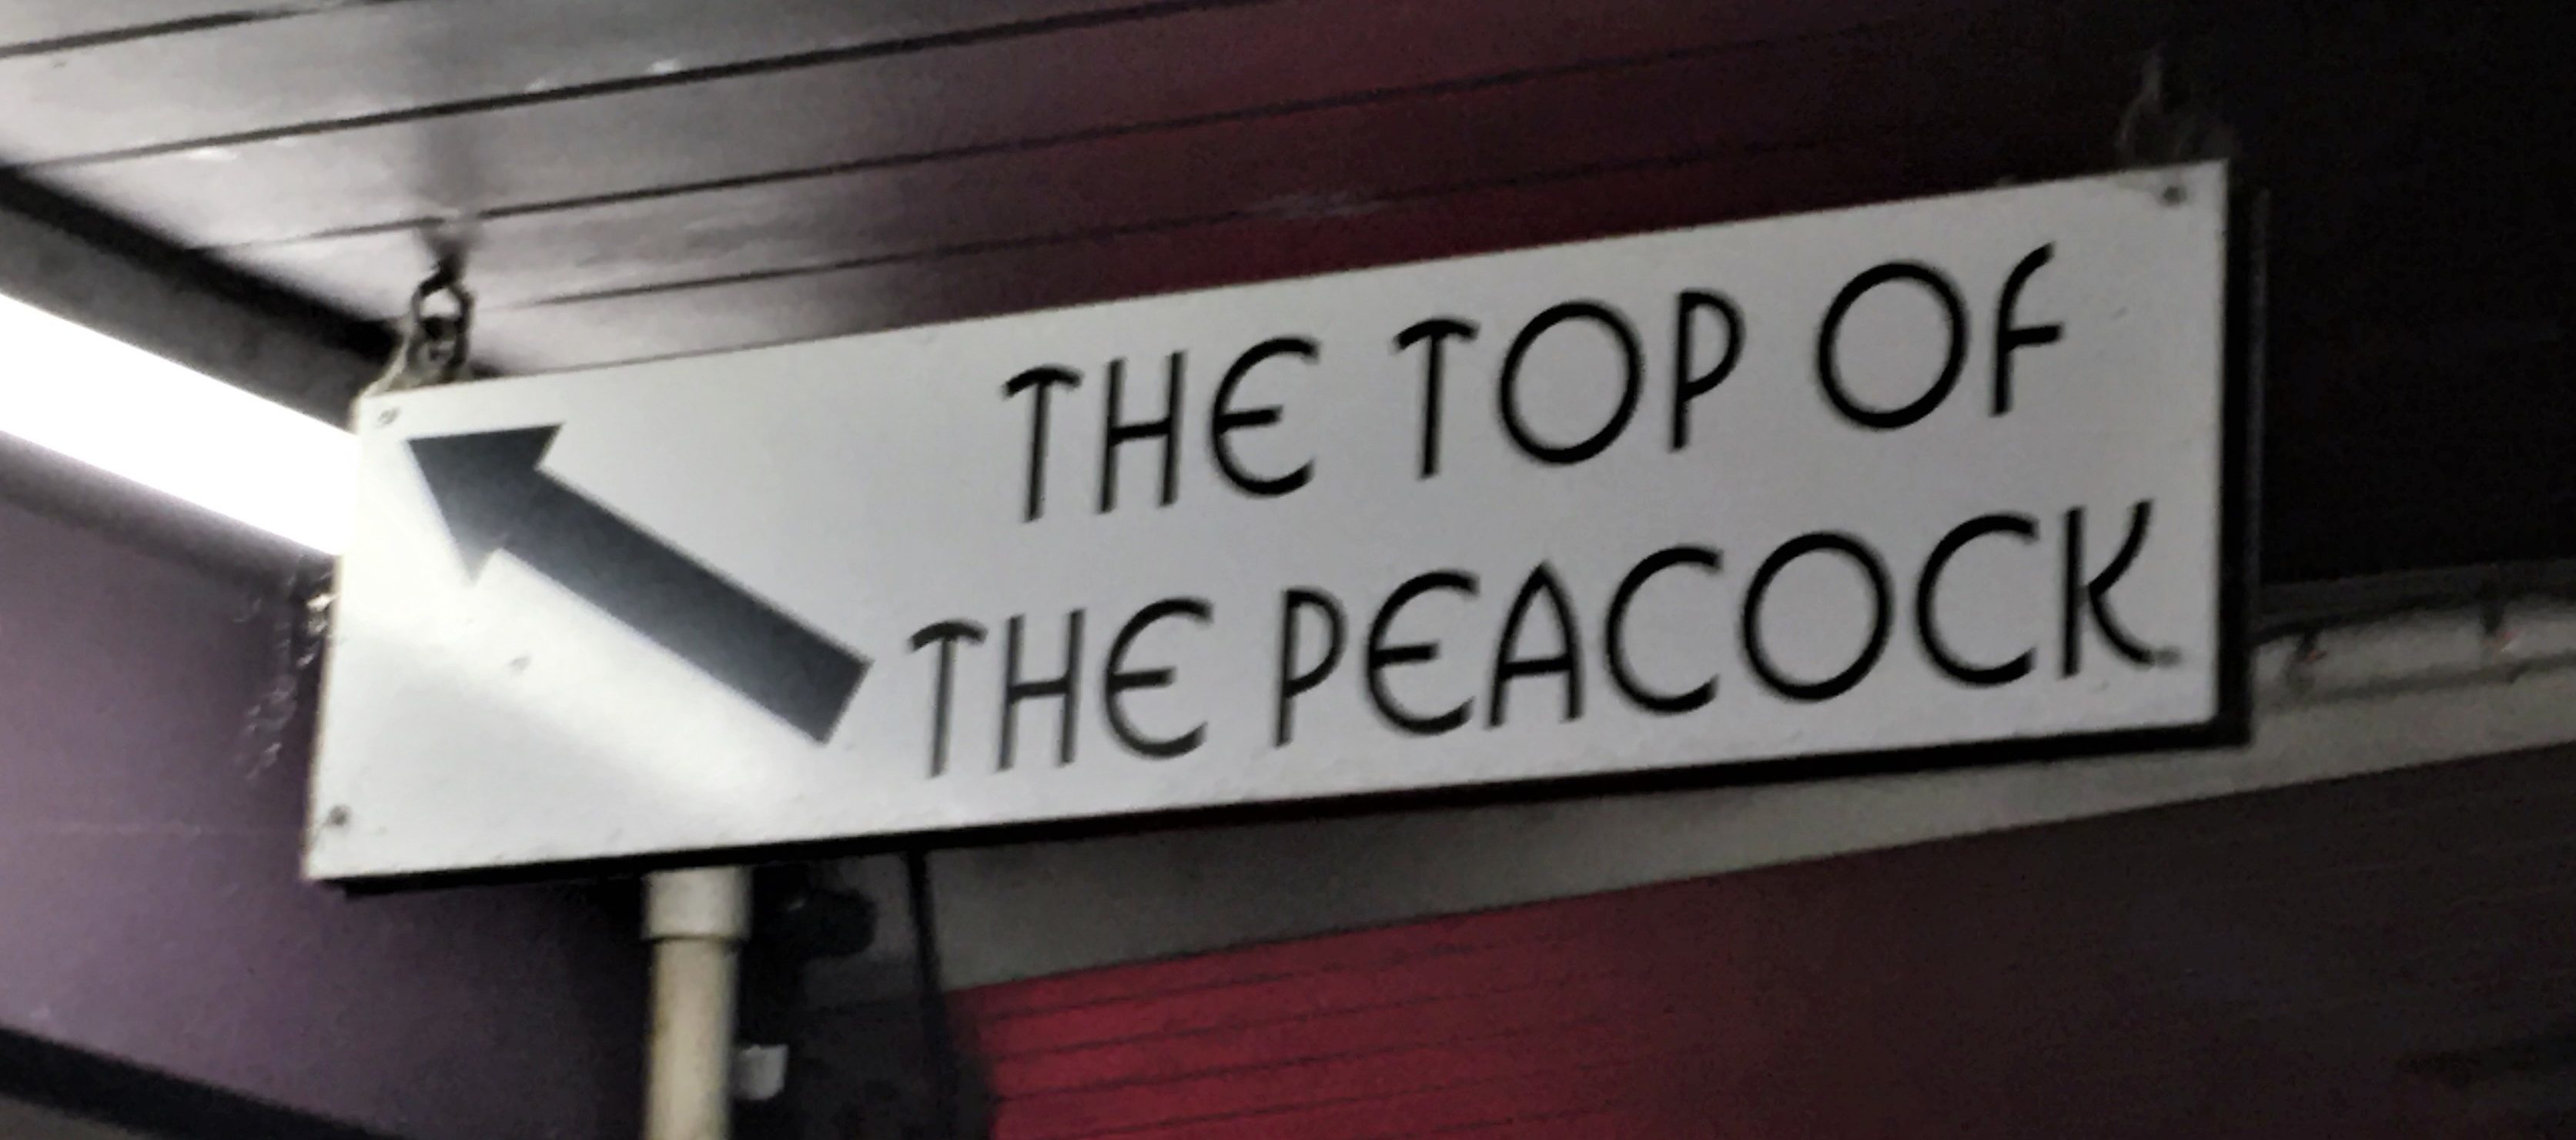 THE TOP OF
THE PEACOCK